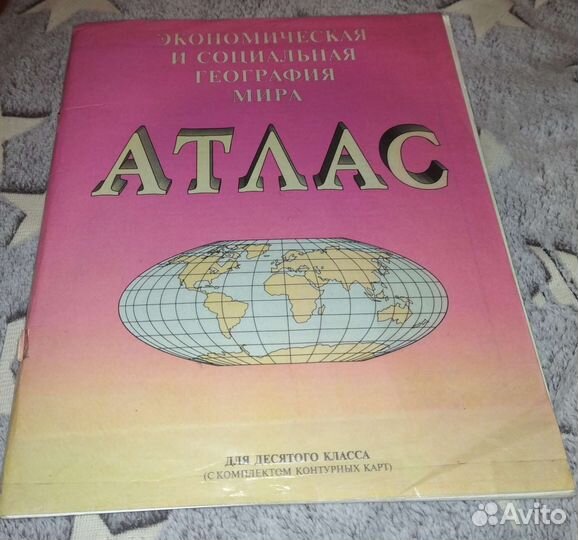 ЭКОНОМИЧЕСКАЯ
И СОЦИАЛЬНАЯ
ГЕОГРАФИЯ
МИРА
АТЛАС
ДЛЯ ДЕСЯТОГО КЛАССА
(С КОМПЛЕКТОМ КОНТУРНЫХ КАРТ)
Avito